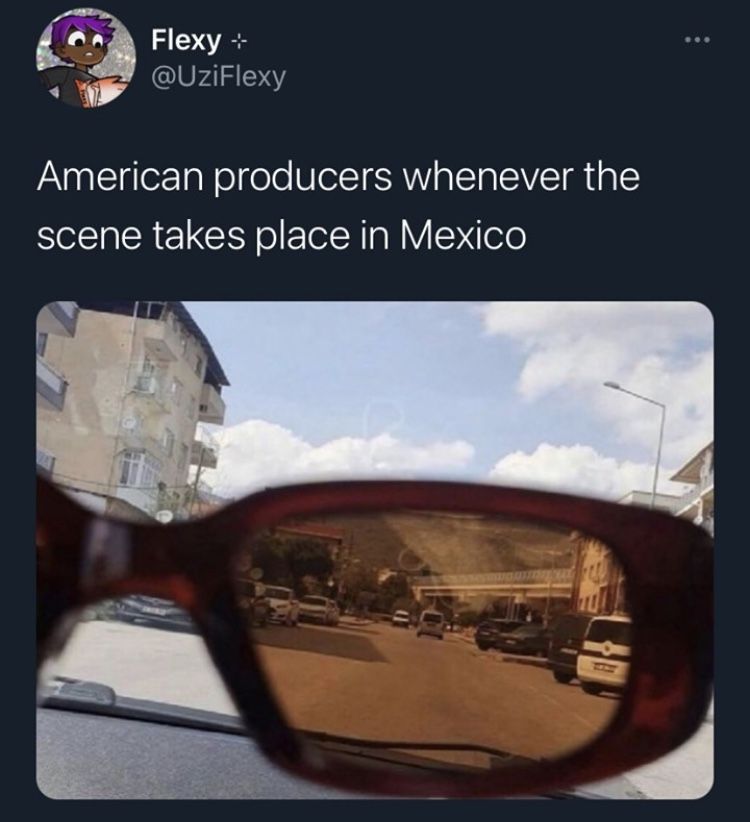 Flexy
@UziFlexy
American producers whenever the
scene takes place in Mexico